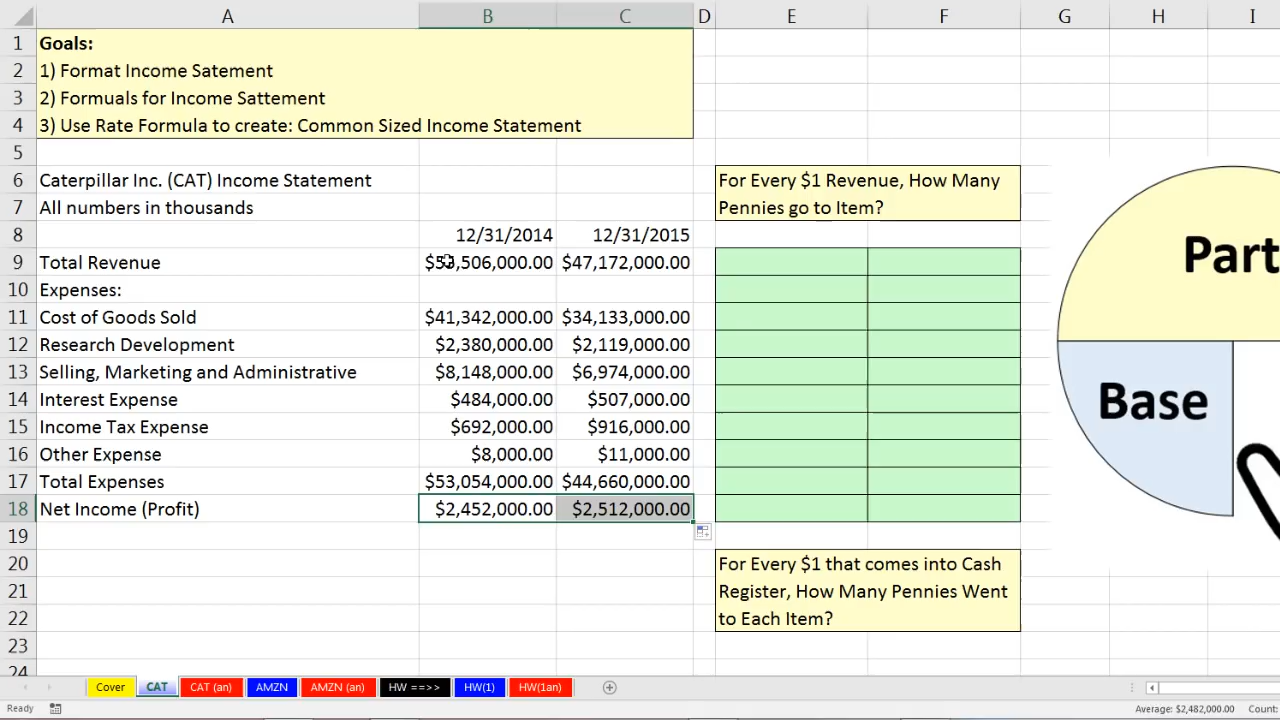 A B C D E F G H I
1 Goals:
2 1) Format Income Satement
3 2) Formuals for Income Sattement
4 3) Use Rate Formula to create: Common Sized Income Statement
5
6 Caterpillar Inc. (CAT) Income Statement For Every $1 Revenue, How Many
7 All numbers in thousands Pennies go to Item?
8 12/31/2014 12/31/2015
9 Total Revenue $55,506,000.00 $47,172,000.00
10 Expenses:
11 Cost of Goods Sold $41,342,000.00 $34,133,000.00
12 Research Development $2,380,000.00 $2,119,000.00
13 Selling, Marketing and Administrative $8,148,000.00 $6,974,000.00
14 Interest Expense $484,000.00 $507,000.00
15 Income Tax Expense $692,000.00 $916,000.00
16 Other Expense $8,000.00 $11,000.00
17 Total Expenses $53,054,000.00 $44,660,000.00
18 Net Income (Profit) $2,452,000.00 $2,512,000.00
19
20 For Every $1 that comes into Cash
21 Register, How Many Pennies Went
22 to Each Item?
23
24
Part
Base
Cover CAT CAT (an) AMZN AMZN (an) HW ==>> HW(1) HW(1an)
Ready Average: $2,482,000.00 Count: